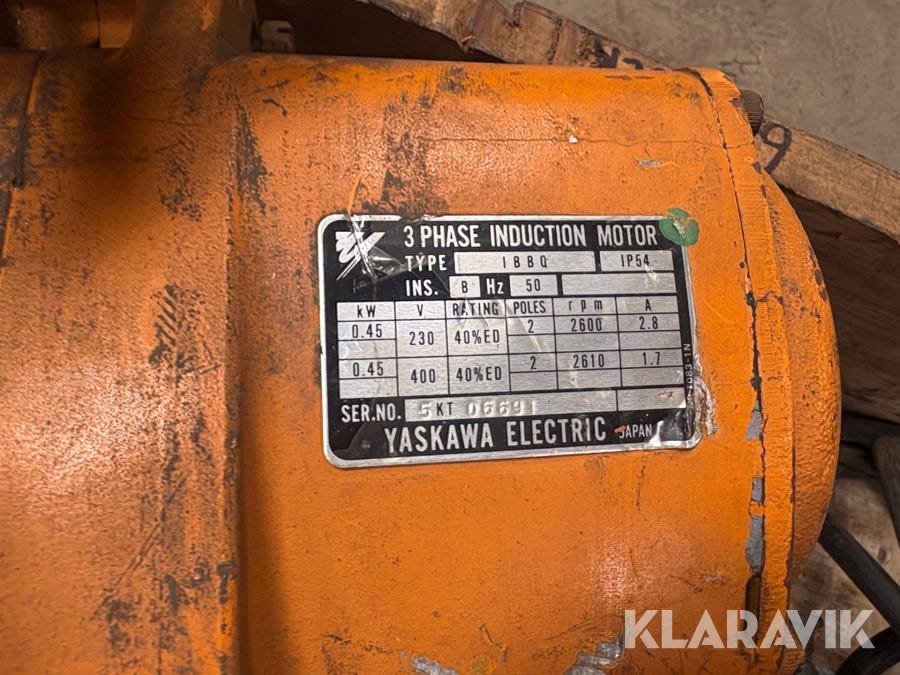 3 PHASE INDUCTION MOTOR
TYPE IBBQ IP54
INS. B Hz 50
kW V RATING POLES rpm A
0.45 230 40%ED 2 2600 2.8
0.45 400 40%ED 2 2610 1.7
SER.NO. 5KT 06691
YASKAWA ELECTRIC JAPAN
KLARAVIK